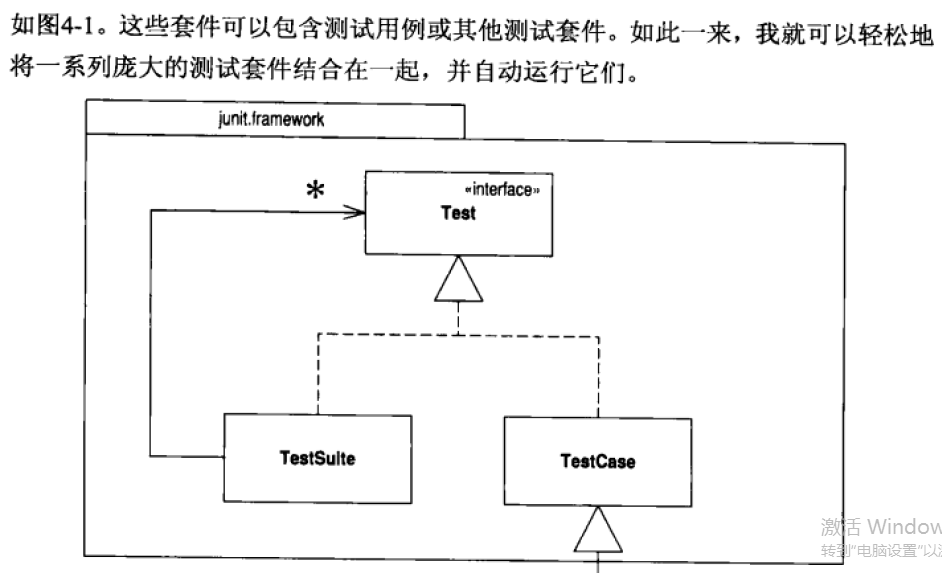 如图4-1。这些套件可以包含测试用例或其他测试套件。如此一来，我就可以轻松地
将一系列庞大的测试套件结合在一起，并自动运行它们。
junit.framework
*
«interface»
Test
TestSuite
TestCase
激活 Window
转到"电脑设置"以